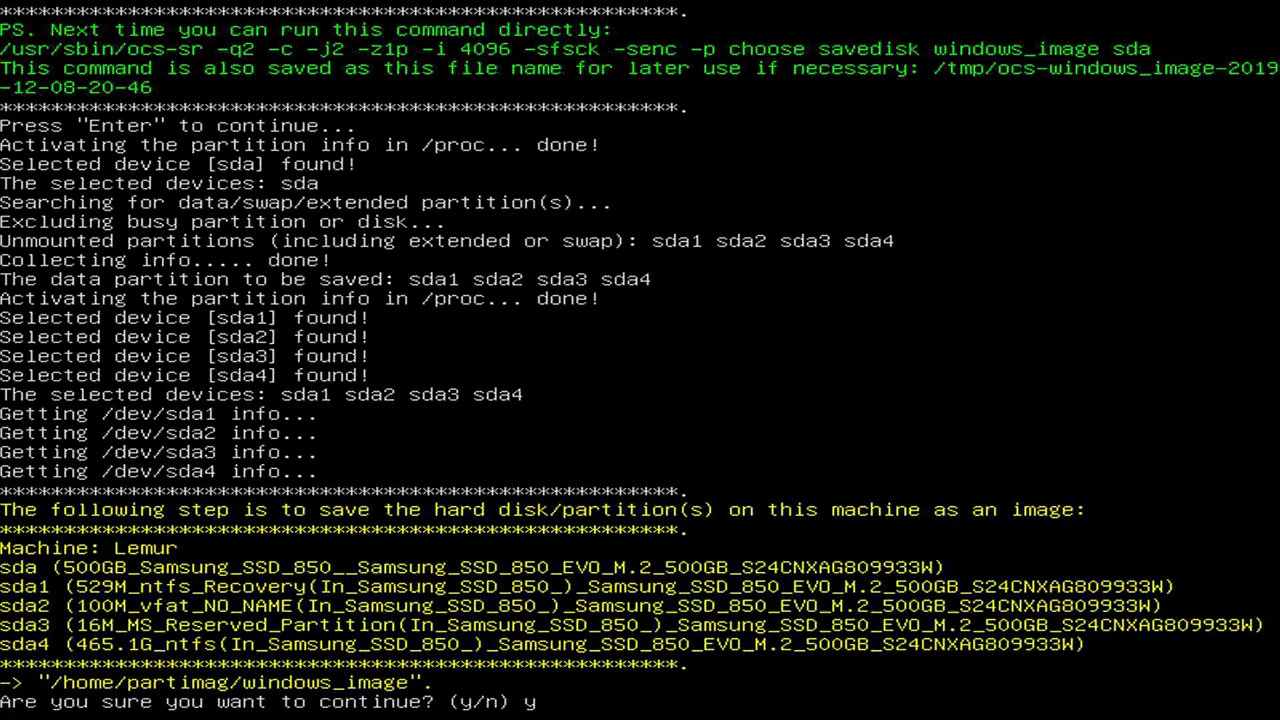 *****************************************************.
PS. Next time you can run this command directly:
/usr/sbin/ocs-sr -q2 -c -j2 -z1p -i 4096 -sfsck -senc -p choose savedisk windows_image sda
This command is also saved as this file name for later use if necessary: /tmp/ocs-windows_image-2019
-12-08-20-46
*****************************************************.
Press "Enter" to continue...
Activating the partition info in /proc... done!
Selected device [sda] found!
The selected devices: sda
Searching for data/swap/extended partition(s)...
Excluding busy partition or disk...
Unmounted partitions (including extended or swap): sda1 sda2 sda3 sda4
Collecting info..... done!
The data partition to be saved: sda1 sda2 sda3 sda4
Activating the partition info in /proc... done!
Selected device [sda1] found!
Selected device [sda2] found!
Selected device [sda3] found!
Selected device [sda4] found!
The selected devices: sda1 sda2 sda3 sda4
Getting /dev/sda1 info...
Getting /dev/sda2 info...
Getting /dev/sda3 info...
Getting /dev/sda4 info...
*****************************************************.
The following step is to save the hard disk/partition(s) on this machine as an image:
*****************************************************.
Machine: Lemur
sda (500GB_Samsung_SSD_850__Samsung_SSD_850_EVO_M.2_500GB_S24CNXAG809933W)
sda1 (529M_ntfs_Recovery(In_Samsung_SSD_850_)_Samsung_SSD_850_EVO_M.2_500GB_S24CNXAG809933W)
sda2 (100M_vfat_NO_NAME(In_Samsung_SSD_850_)_Samsung_SSD_850_EVO_M.2_500GB_S24CNXAG809933W)
sda3 (16M_MS_Reserved_Partition(In_Samsung_SSD_850_)_Samsung_SSD_850_EVO_M.2_500GB_S24CNXAG809933W)
sda4 (465.1G_ntfs(In_Samsung_SSD_850_)_Samsung_SSD_850_EVO_M.2_500GB_S24CNXAG809933W)
*****************************************************.
-> "/home/partimag/windows_image".
Are you sure you want to continue? (y/n) y